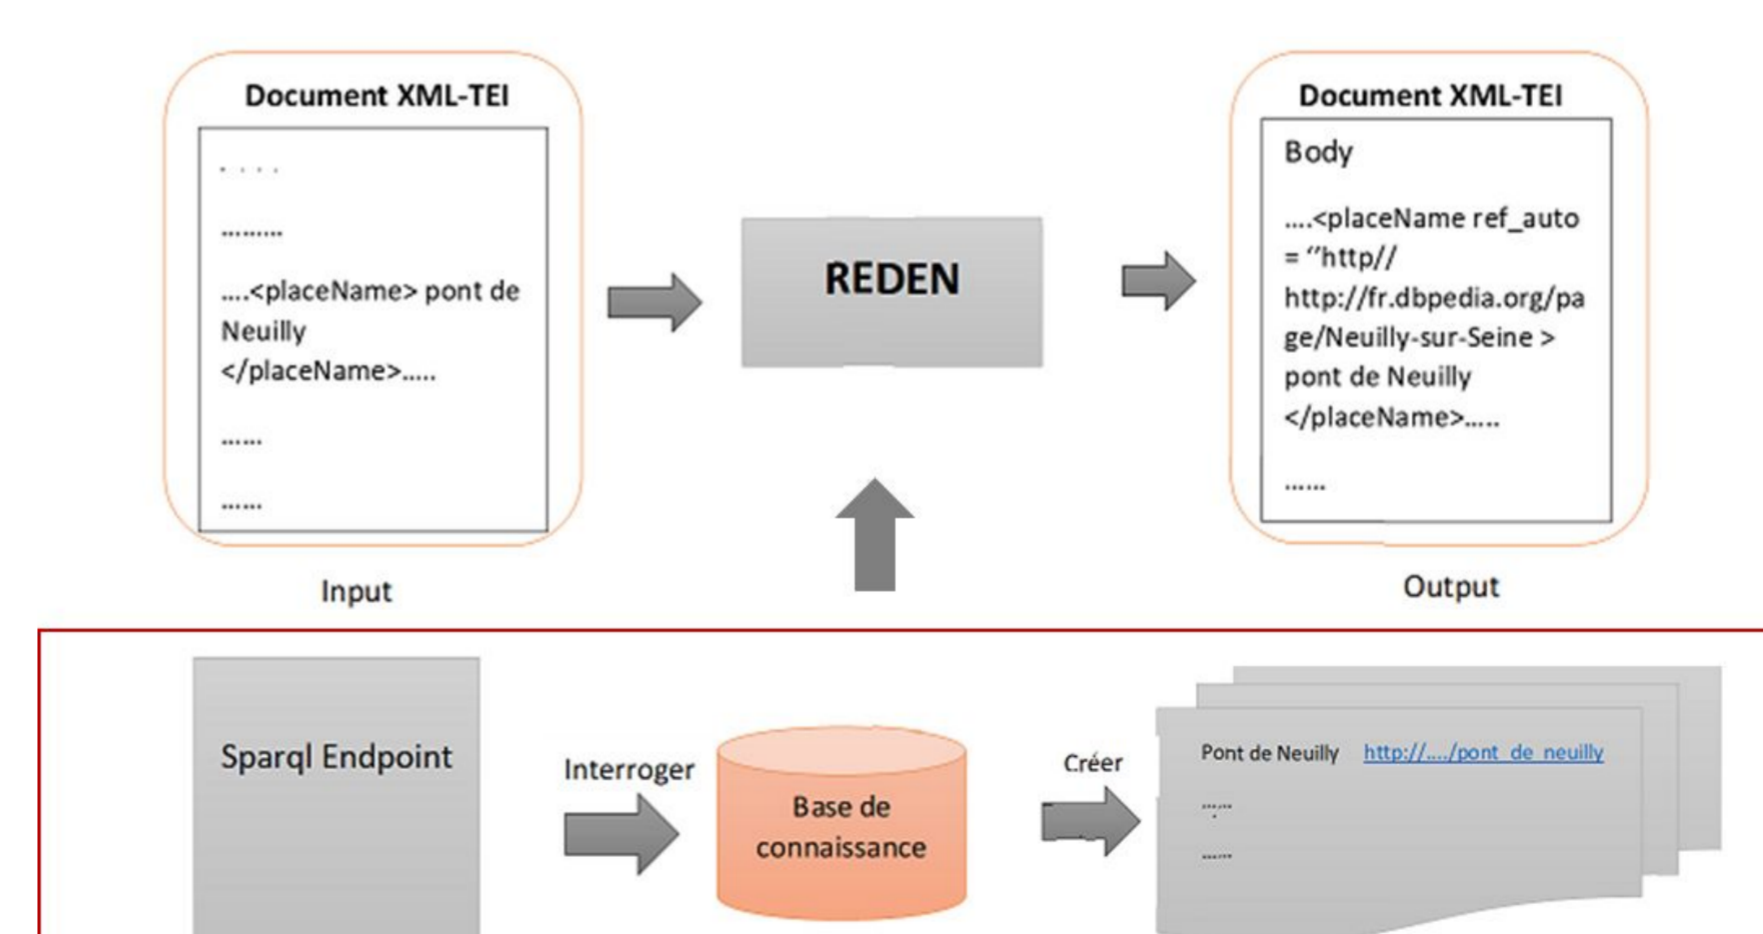 Document XML-TEI
. . . .
.........
....<placeName> pont de
Neuilly
</placeName>.....
......
......
Input
REDEN
Document XML-TEI
Body
....<placeName ref_auto
= ‘’http//
http://fr.dbpedia.org/pa
ge/Neuilly-sur-Seine >
pont de Neuilly
</placeName>.....
......
Output
Sparql Endpoint
Interroger
Base de
connaissance
Créer
Pont de Neuilly http://..../pont_de_neuilly
......
......